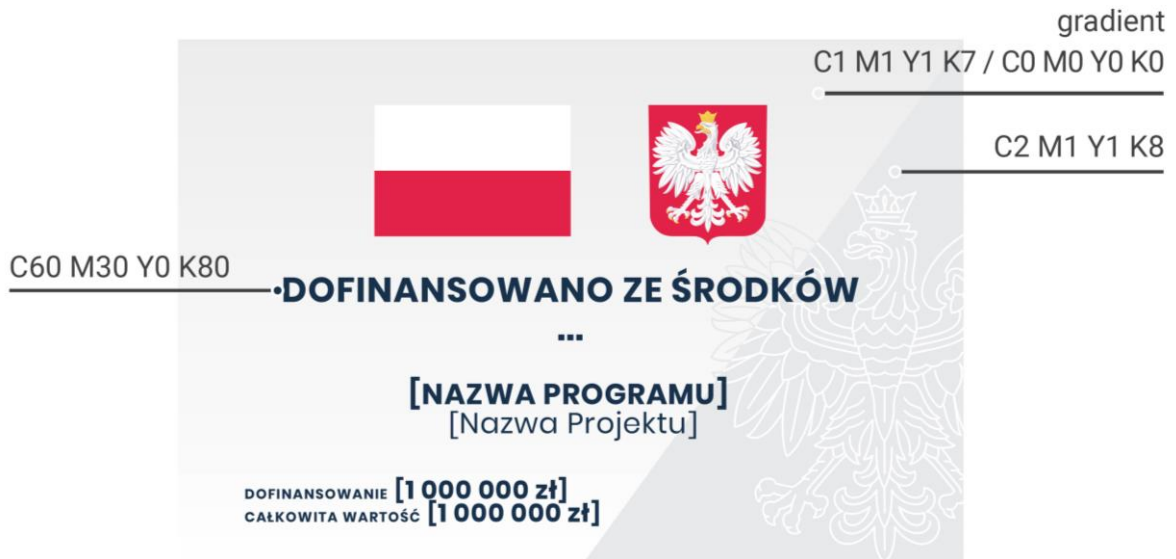 gradient
C1 M1 Y1 K7 / C0 M0 Y0 K0
C2 M1 Y1 K8
C60 M30 Y0 K80
DOFINANSOWANO ZE ŚRODKÓW
...
[NAZWA PROGRAMU]
[Nazwa Projektu]
DOFINANSOWANIE [1 000 000 zł]
CAŁKOWITA WARTOŚĆ [1 000 000 zł]